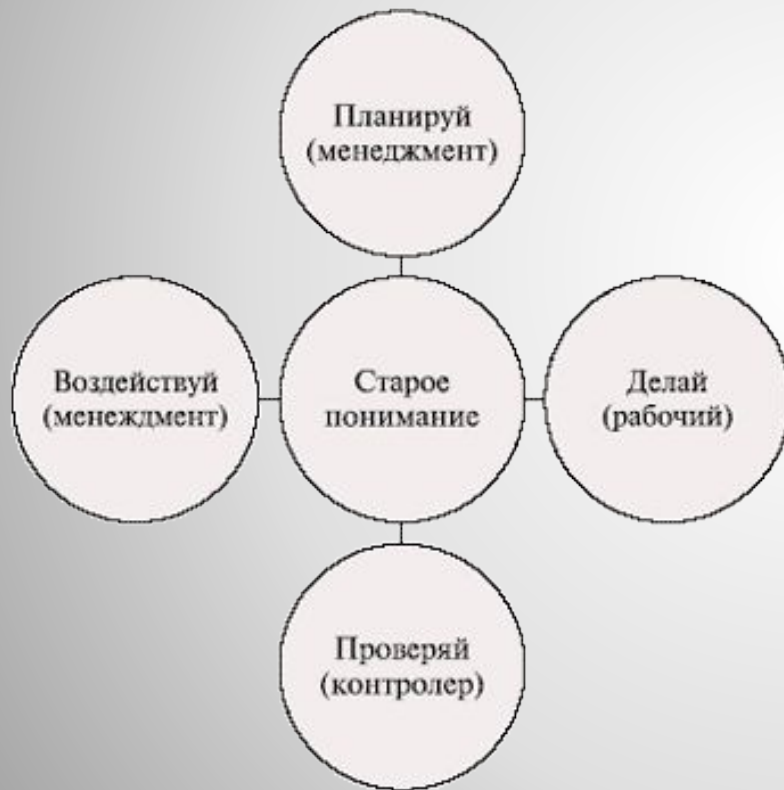 Планируй
(менеджмент)
Воздействуй
(менеждмент)
Старое
понимание
Делай
(рабочий)
Проверяй
(контролер)